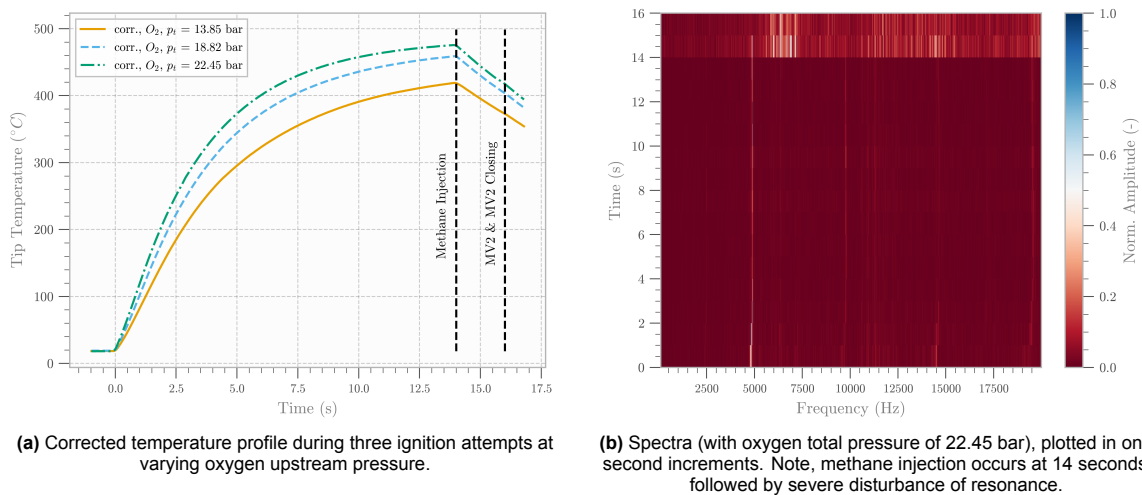 500
400
300
200
100
0
Tip Temperature (°C)
corr., O₂, pₜ = 13.85 bar
corr., O₂, pₜ = 18.82 bar
corr., O₂, pₜ = 22.45 bar
Methane Injection
MV2 & MV2 Closing
0.0 2.5 5.0 7.5 10.0 12.5 15.0 17.5
Time (s)
(a) Corrected temperature profile during three ignition attempts at
varying oxygen upstream pressure.
16
14
12
16
8
6
4
2
0
Time (s)
2500 5000 7500 10000 12500 15000 17500
Frequency (Hz)
1.0
0.8
0.6
0.4
0.2
0.0
Norm. Amplitude (-)
(b) Spectra (with oxygen total pressure of 22.45 bar), plotted in on
second increments. Note, methane injection occurs at 14 seconds
followed by severe disturbance of resonance.